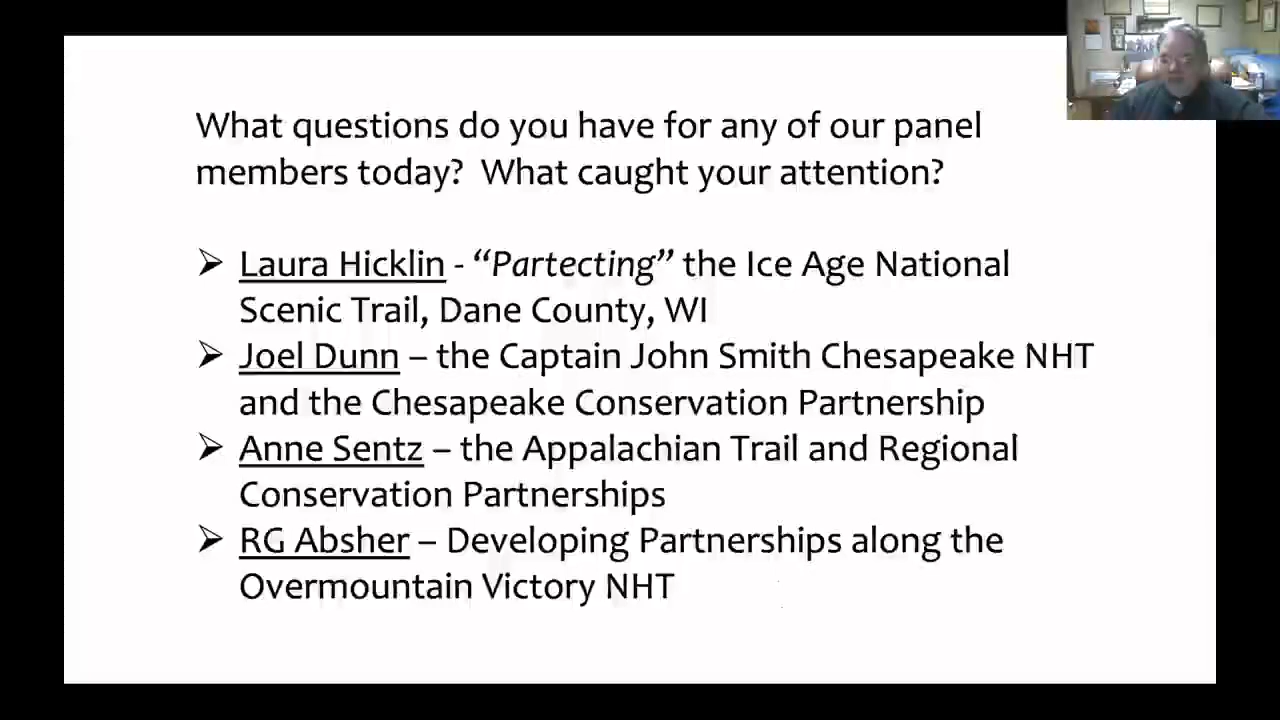 What questions do you have for any of our panel
members today?  What caught your attention?
➢ Laura Hicklin - “Partecting” the Ice Age National
Scenic Trail, Dane County, WI
➢ Joel Dunn – the Captain John Smith Chesapeake NHT
and the Chesapeake Conservation Partnership
➢ Anne Sentz – the Appalachian Trail and Regional
Conservation Partnerships
➢ RG Absher – Developing Partnerships along the
Overmountain Victory NHT